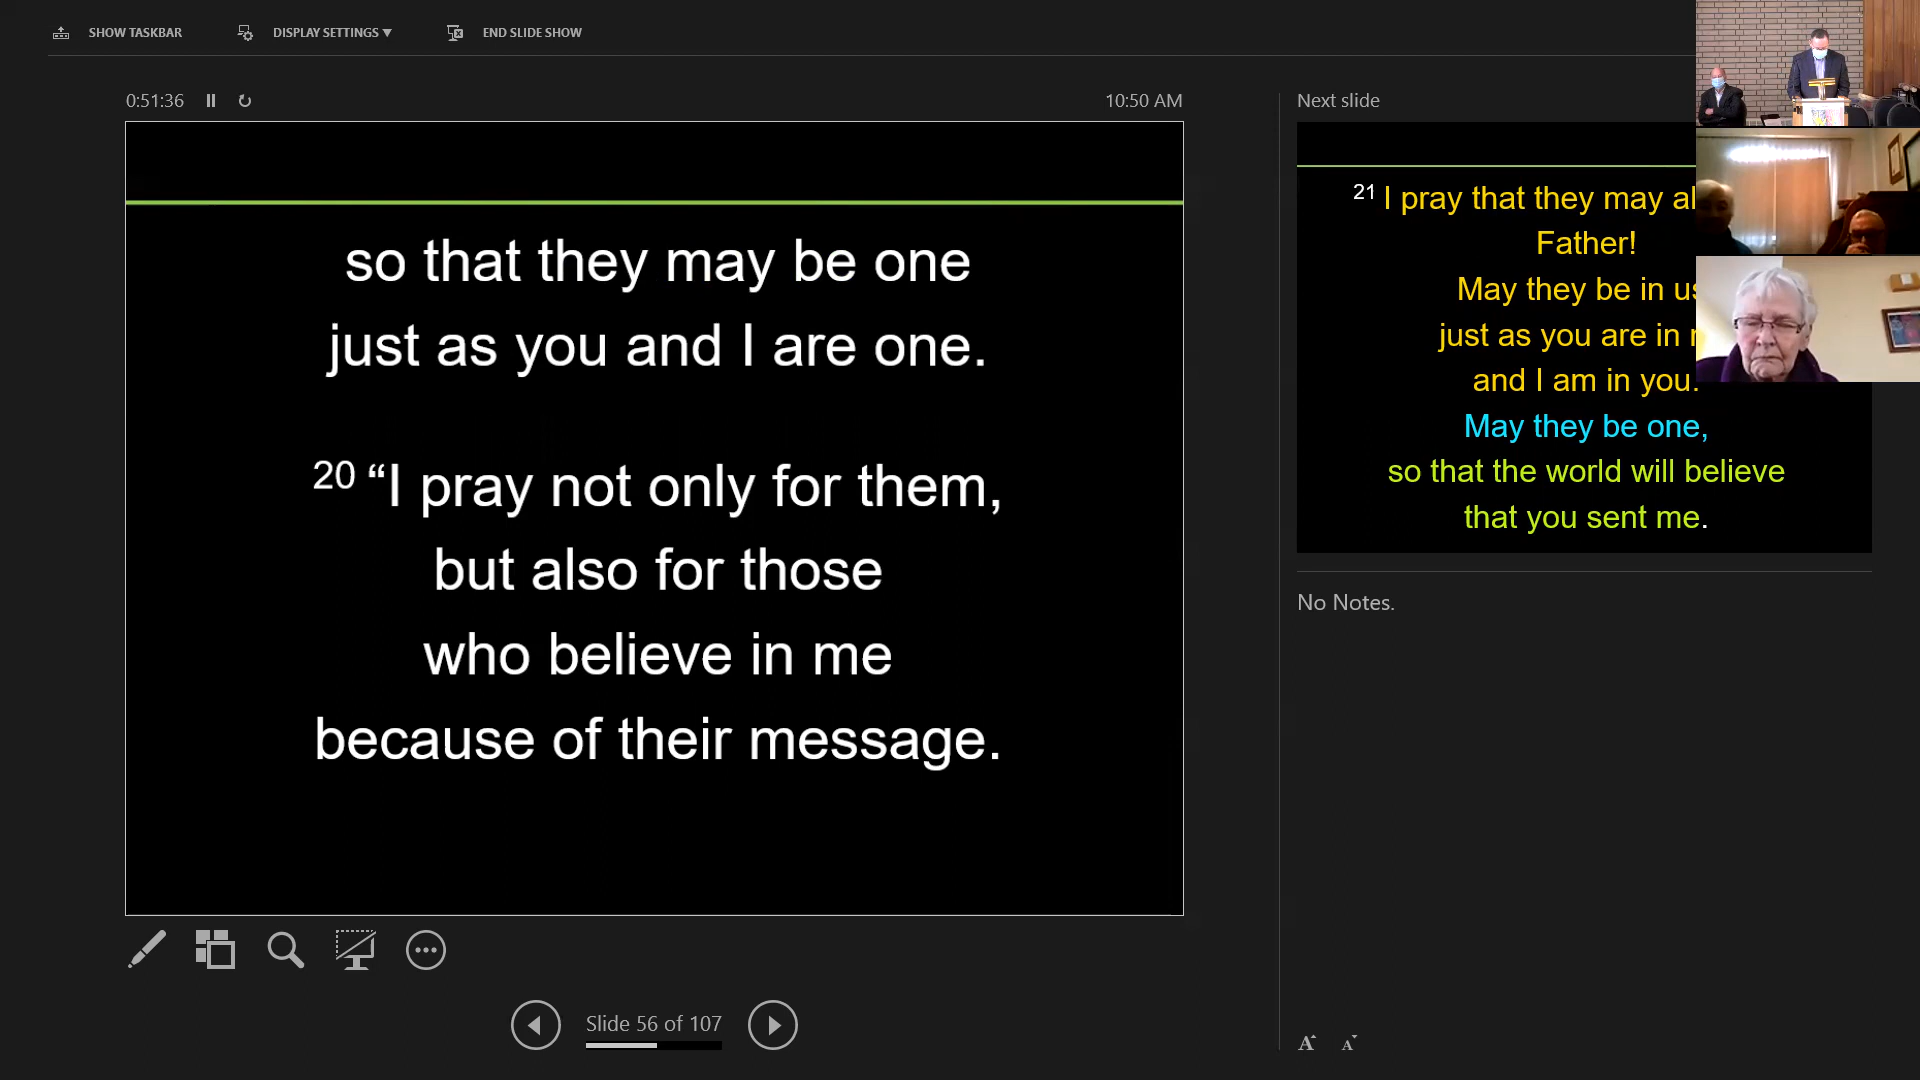 SHOW TASKBAR
DISPLAY SETTINGS ▼
END SLIDE SHOW
0:51:36
10:50 AM
so that they may be one
just as you and I are one.
20 “I pray not only for them,
but also for those
who believe in me
because of their message.
Slide 56 of 107
Next slide
21 I pray that they may
Father!
May they be in
just as you are in
and I am in you.
May they be one,
so that the world will believe
that you sent me.
No Notes.
A A